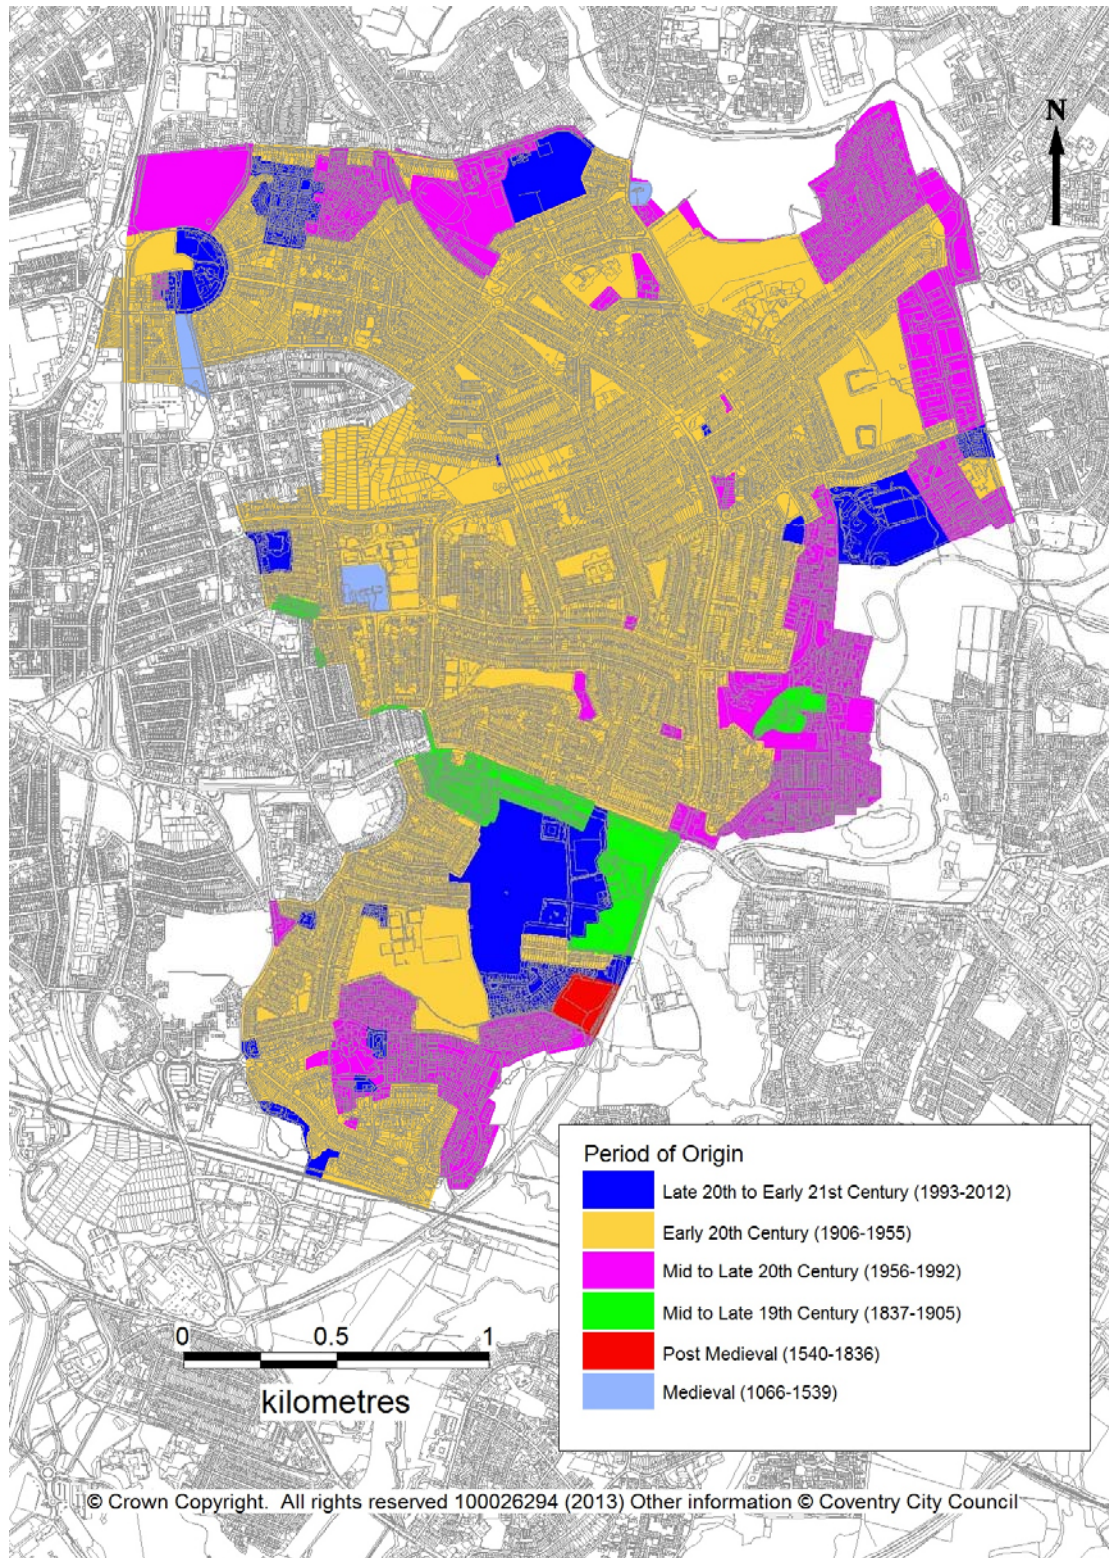 N
Period of Origin
Late 20th to Early 21st Century (1993-2012)
Early 20th Century (1906-1955)
Mid to Late 20th Century (1956-1992)
Mid to Late 19th Century (1837-1905)
Post Medieval (1540-1836)
Medieval (1066-1539)
0 0.5 1
kilometres
© Crown Copyright. All rights reserved 100026294 (2013) Other information © Coventry City Council